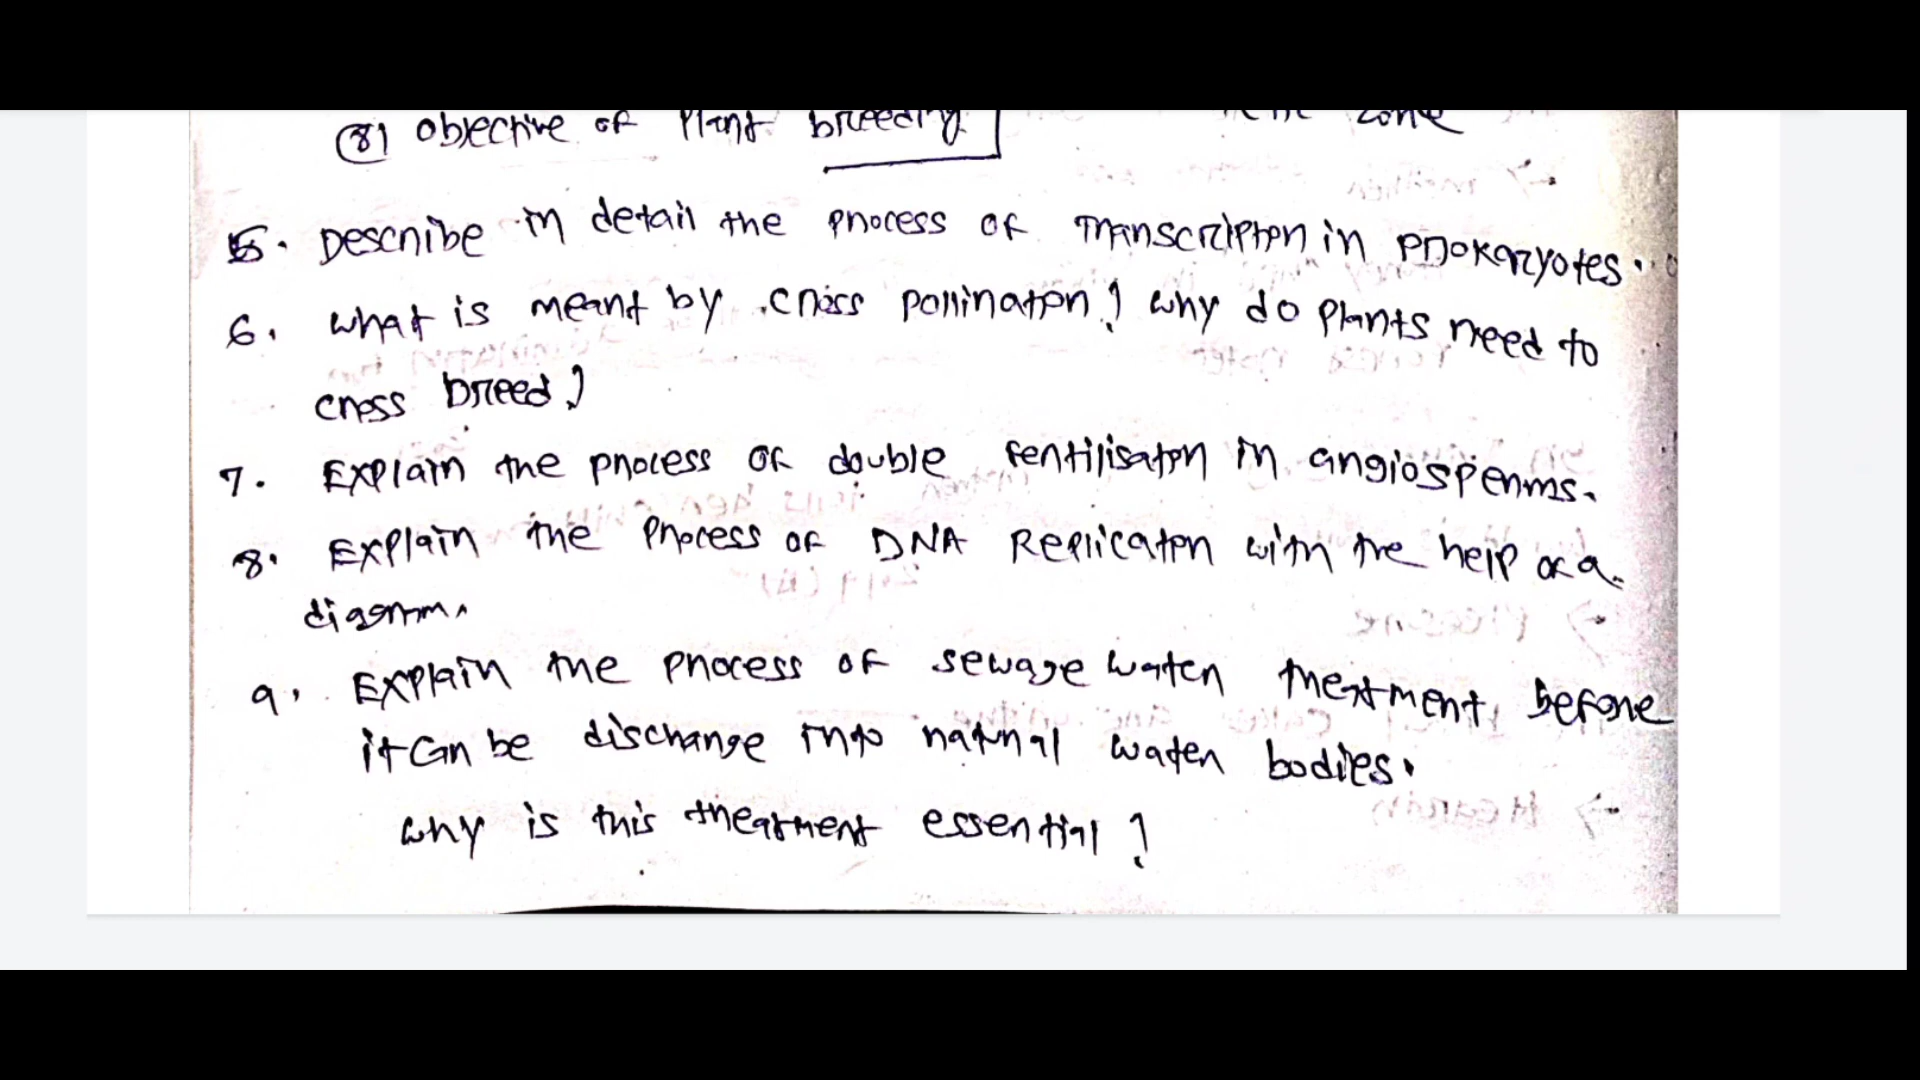 (8) objective of plant breeding zone
5. Describe in detail the process of Transcription in prokaryotes.
6. what is meant by cross pollination? why do plants need to
cross breed?
7. Explain the process of double fertilisation in angiosperms.
8. Explain the process of DNA Replication with the help of a
diagram.
9. Explain the process of sewage water treatment before
it can be discharge into natural water bodies.
why is this treatment essential?